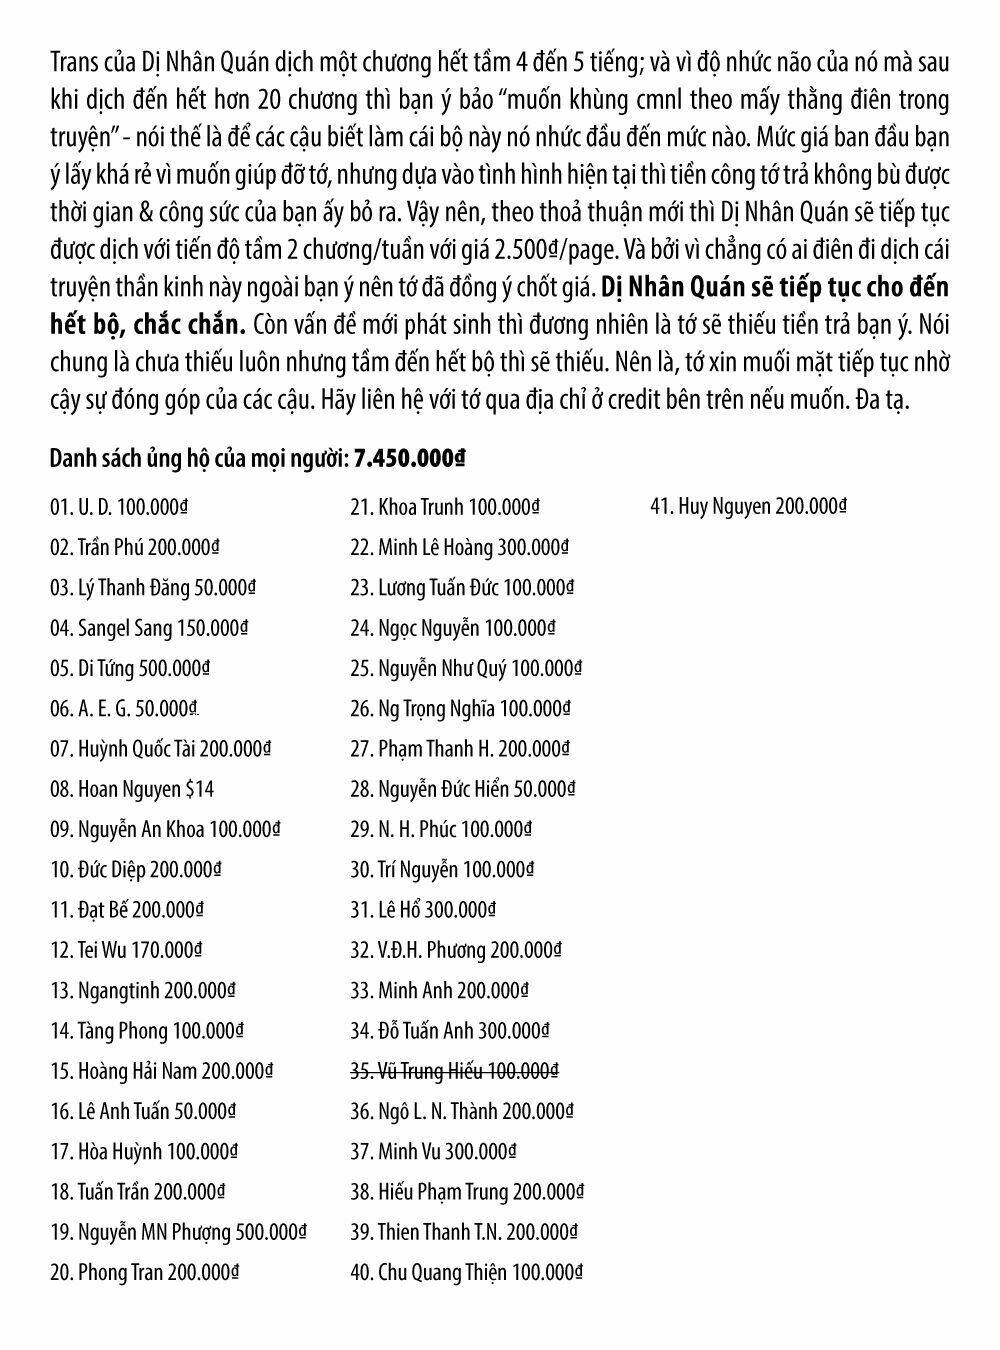 Trans của Dị Nhân Quán dịch một chương hết tầm 4 đến 5 tiếng; và vì độ nhức não của nó mà sau
khi dịch đến hết hơn 20 chương thì bạn ý bảo “muốn khùng cmnl theo mấy thằng điên trong
truyện” - nói thế là để các cậu biết làm cái bộ này nó nhức đầu đến mức nào. Mức giá ban đầu bạn
ý lấy khá rẻ vì muốn giúp đỡ tớ, nhưng dựa vào tình hình hiện tại thì tiền công tớ trả không bù được
thời gian & công sức của bạn ấy bỏ ra. Vậy nên, theo thoả thuận mới thì Dị Nhân Quán sẽ tiếp tục
được dịch với tiến độ tầm 2 chương/tuần với giá 2.500₫/page. Và bởi vì chẳng có ai điên đi dịch cái
truyện thần kinh này ngoài bạn ý nên tớ đã đồng ý chốt giá. Dị Nhân Quán sẽ tiếp tục cho đến
hết bộ, chắc chắn. Còn vấn đề mới phát sinh thì đương nhiên là tớ sẽ thiếu tiền trả bạn ý. Nói
chung là chưa thiếu luôn nhưng tầm đến hết bộ thì sẽ thiếu. Nên là, tớ xin muối mặt tiếp tục nhờ
cậy sự đóng góp của các cậu. Hãy liên hệ với tớ qua địa chỉ ở credit bên trên nếu muốn. Đa tạ.
Danh sách ủng hộ của mọi người: 7.450.000₫
01. U. D. 100.000₫
02. Trần Phú 200.000₫
03. Lý Thanh Đăng 50.000₫
04. Sangel Sang 150.000₫
05. Di Tứng 500.000₫
06. A. E. G. 50.000₫
07. Huỳnh Quốc Tài 200.000₫
08. Hoan Nguyen $14
09. Nguyễn An Khoa 100.000₫
10. Đức Diệp 200.000₫
11. Đạt Bế 200.000₫
12. Tei Wu 170.000₫
13. Ngangtinh 200.000₫
14. Tàng Phong 100.000₫
15. Hoàng Hải Nam 200.000₫
16. Lê Anh Tuấn 50.000₫
17. Hòa Huỳnh 100.000₫
18. Tuấn Trần 200.000₫
19. Nguyễn MN Phượng 500.000₫
20. Phong Tran 200.000₫
21. Khoa Trunh 100.000₫
22. Minh Lê Hoàng 300.000₫
23. Lương Tuấn Đức 100.000₫
24. Ngọc Nguyễn 100.000₫
25. Nguyễn Như Quý 100.000₫
26. Ng Trọng Nghĩa 100.000₫
27. Phạm Thanh H. 200.000₫
28. Nguyễn Đức Hiển 50.000₫
29. N. H. Phúc 100.000₫
30. Trí Nguyễn 100.000₫
31. Lê Hổ 300.000₫
32. V.Đ.H. Phương 200.000₫
33. Minh Anh 200.000₫
34. Đỗ Tuấn Anh 300.000₫
35. Vũ Trung Hiếu 100.000₫
36. Ngô L. N. Thành 200.000₫
37. Minh Vu 300.000₫
38. Hiếu Phạm Trung 200.000₫
39. Thien Thanh T.N. 200.000₫
40. Chu Quang Thiện 100.000₫
41. Huy Nguyen 200.000₫